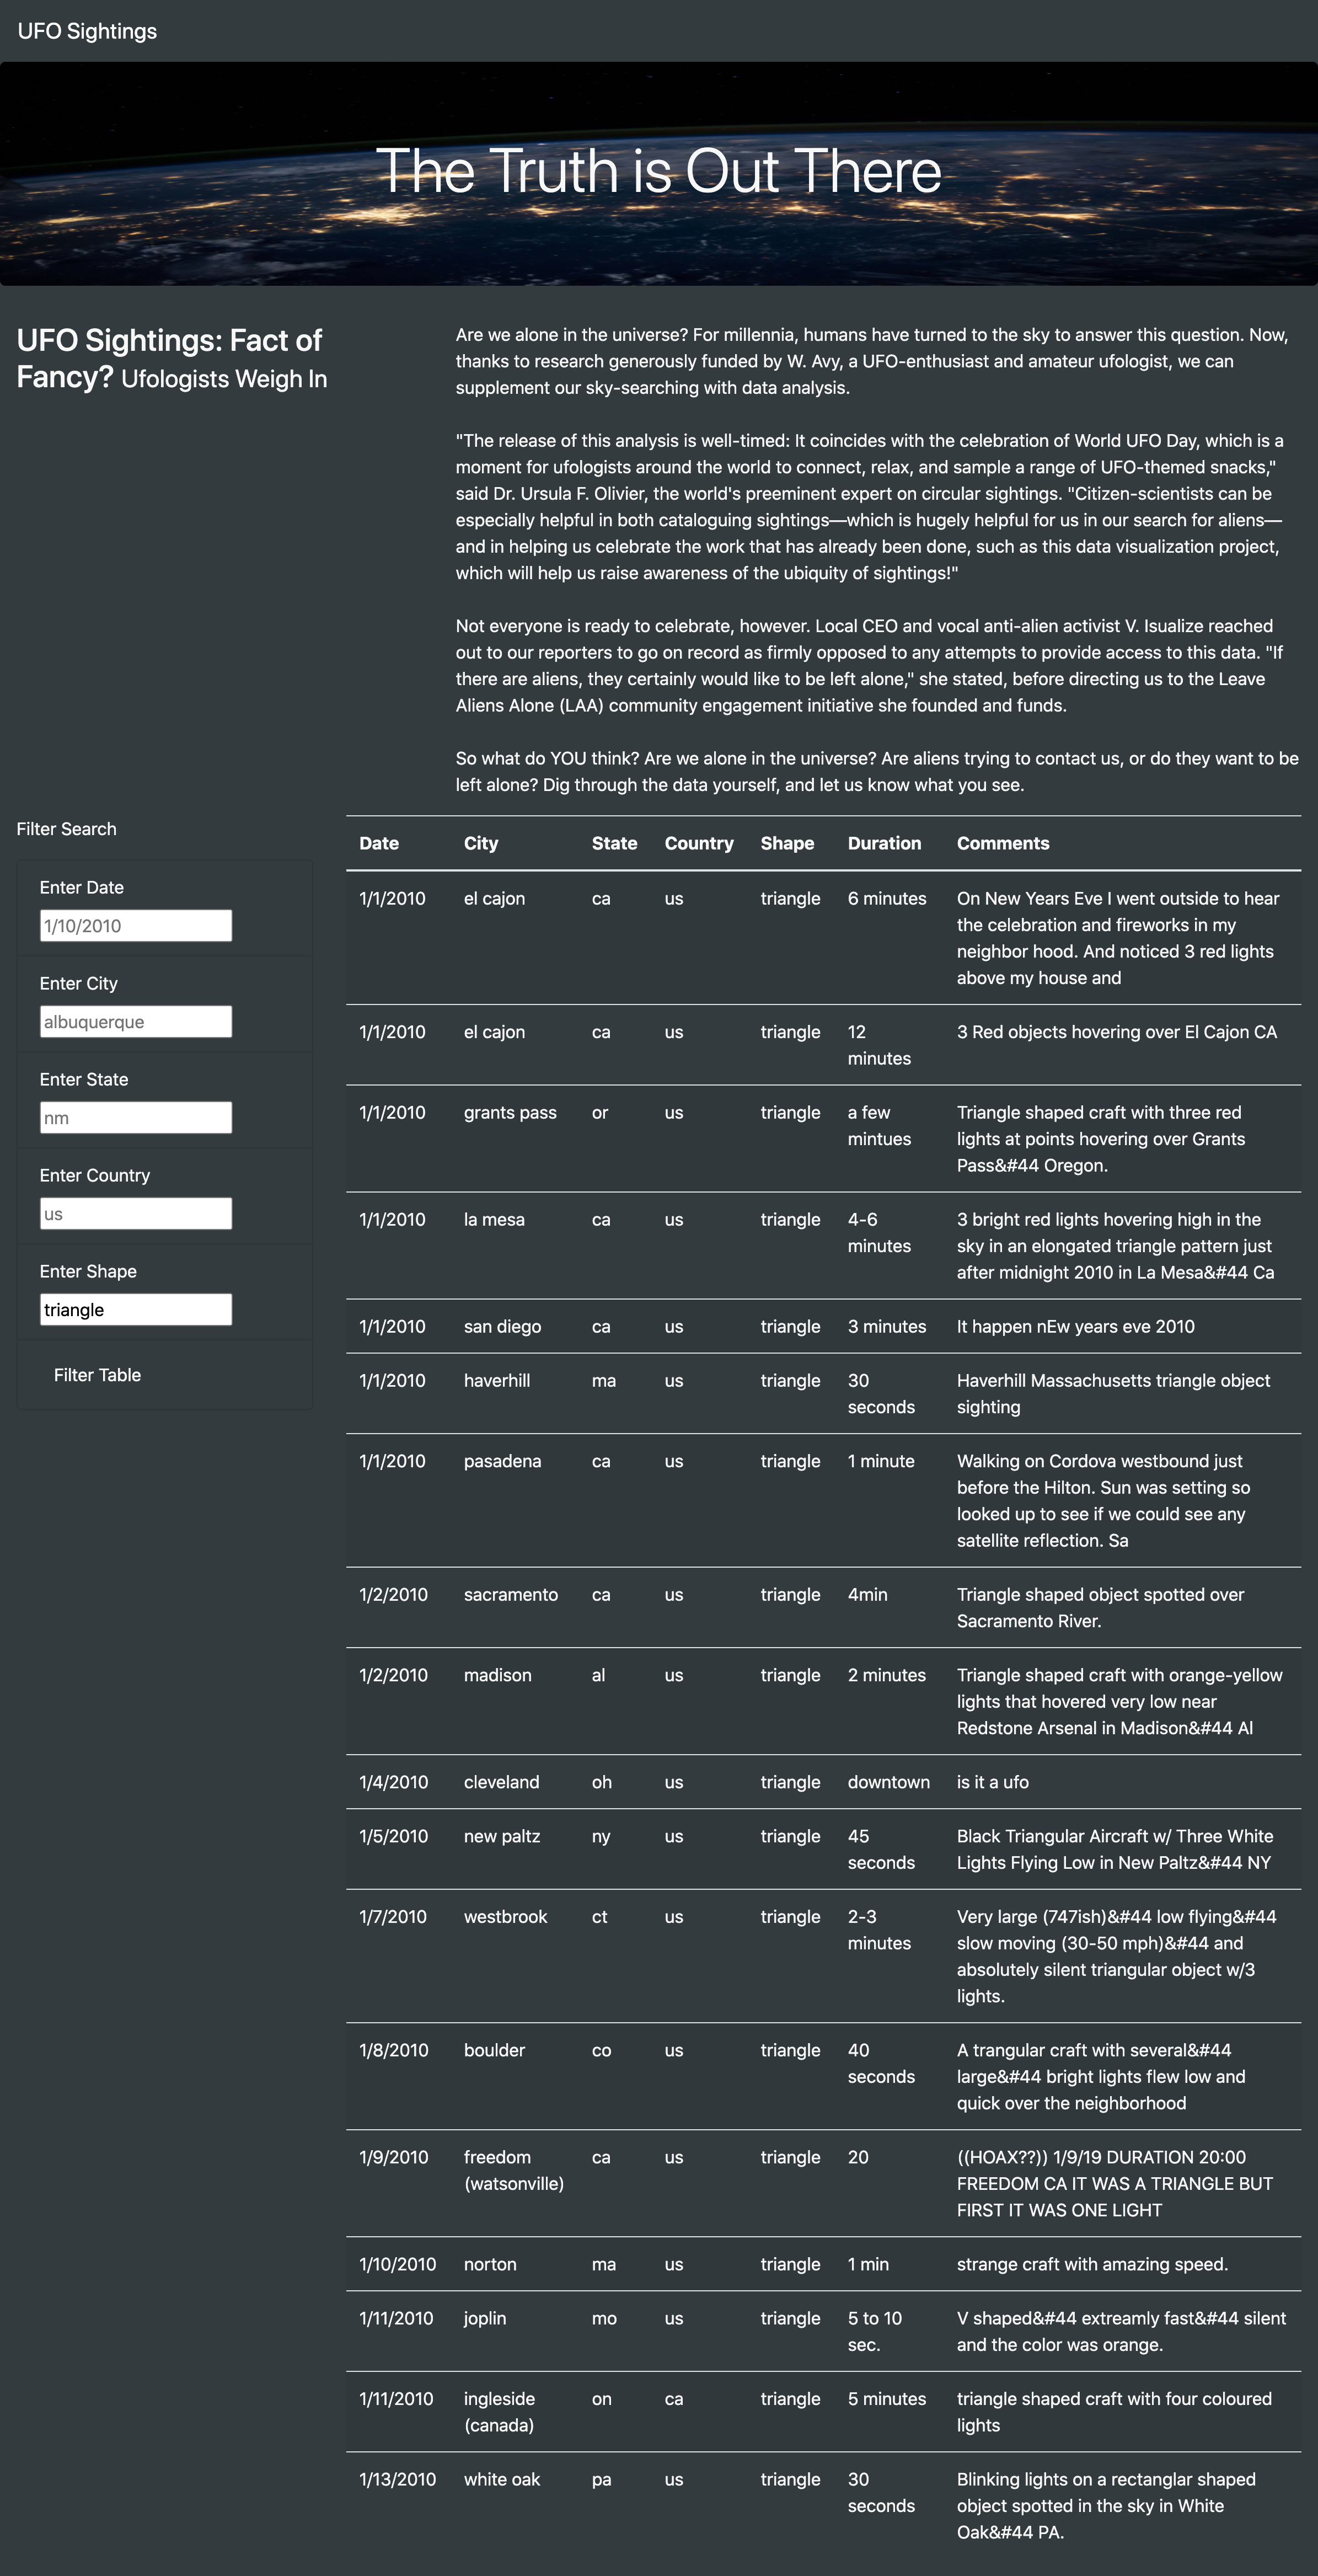 UFO Sightings
The Truth is Out There
UFO Sightings: Fact of
Fancy? Ufologists Weigh In
Are we alone in the universe? For millennia, humans have turned to the sky to answer this question. Now,
thanks to research generously funded by W. Avy, a UFO-enthusiast and amateur ufologist, we can
supplement our sky-searching with data analysis.
"The release of this analysis is well-timed: It coincides with the celebration of World UFO Day, which is a
moment for ufologists around the world to connect, relax, and sample a range of UFO-themed snacks,"
said Dr. Ursula F. Olivier, the world's preeminent expert on circular sightings. "Citizen-scientists can be
especially helpful in both cataloguing sightings—which is hugely helpful for us in our search for aliens—
and in helping us celebrate the work that has already been done, such as this data visualization project,
which will help us raise awareness of the ubiquity of sightings!"
Not everyone is ready to celebrate, however. Local CEO and vocal anti-alien activist V. Isualize reached
out to our reporters to go on record as firmly opposed to any attempts to provide access to this data. "If
there are aliens, they certainly would like to be left alone," she stated, before directing us to the Leave
Aliens Alone (LAA) community engagement initiative she founded and funds.
So what do YOU think? Are we alone in the universe? Are aliens trying to contact us, or do they want to be
left alone? Dig through the data yourself, and let us know what you see.
Filter Search
Enter Date
1/10/2010
Enter City
albuquerque
Enter State
nm
Enter Country
us
Enter Shape
triangle
Filter Table
Date City State Country Shape Duration Comments
1/1/2010 el cajon ca us triangle 6 minutes On New Years Eve I went outside to hear
the celebration and fireworks in my
neighbor hood. And noticed 3 red lights
above my house and
1/1/2010 el cajon ca us triangle 12 3 Red objects hovering over El Cajon CA
minutes
1/1/2010 grants pass or us triangle a few Triangle shaped craft with three red
mintues lights at points hovering over Grants
Pass&#44 Oregon.
1/1/2010 la mesa ca us triangle 4-6 3 bright red lights hovering high in the
minutes sky in an elongated triangle pattern just
after midnight 2010 in La Mesa&#44 Ca
1/1/2010 san diego ca us triangle 3 minutes It happen nEw years eve 2010
1/1/2010 haverhill ma us triangle 30 Haverhill Massachusetts triangle object
seconds sighting
1/1/2010 pasadena ca us triangle 1 minute Walking on Cordova westbound just
before the Hilton. Sun was setting so
looked up to see if we could see any
satellite reflection. Sa
1/2/2010 sacramento ca us triangle 4min Triangle shaped object spotted over
Sacramento River.
1/2/2010 madison al us triangle 2 minutes Triangle shaped craft with orange-yellow
lights that hovered very low near
Redstone Arsenal in Madison&#44 Al
1/4/2010 cleveland oh us triangle downtown is it a ufo
1/5/2010 new paltz ny us triangle 45 Black Triangular Aircraft w/ Three White
seconds Lights Flying Low in New Paltz&#44 NY
1/7/2010 westbrook ct us triangle 2-3 Very large (747ish)&#44 low flying&#44
minutes slow moving (30-50 mph)&#44 and
absolutely silent triangular object w/3
lights.
1/8/2010 boulder co us triangle 40 A trangular craft with several&#44
seconds large&#44 bright lights flew low and
quick over the neighborhood
1/9/2010 freedom ca us triangle 20 ((HOAX??)) 1/9/19 DURATION 20:00
(watsonville) FREEDOM CA IT WAS A TRIANGLE BUT
FIRST IT WAS ONE LIGHT
1/10/2010 norton ma us triangle 1 min strange craft with amazing speed.
1/11/2010 joplin mo us triangle 5 to 10 V shaped&#44 extreamly fast&#44 silent
sec. and the color was orange.
1/11/2010 ingleside on ca triangle 5 minutes triangle shaped craft with four coloured
(canada) lights
1/13/2010 white oak pa us triangle 30 Blinking lights on a rectanglar shaped
seconds object spotted in the sky in White
Oak&#44 PA.